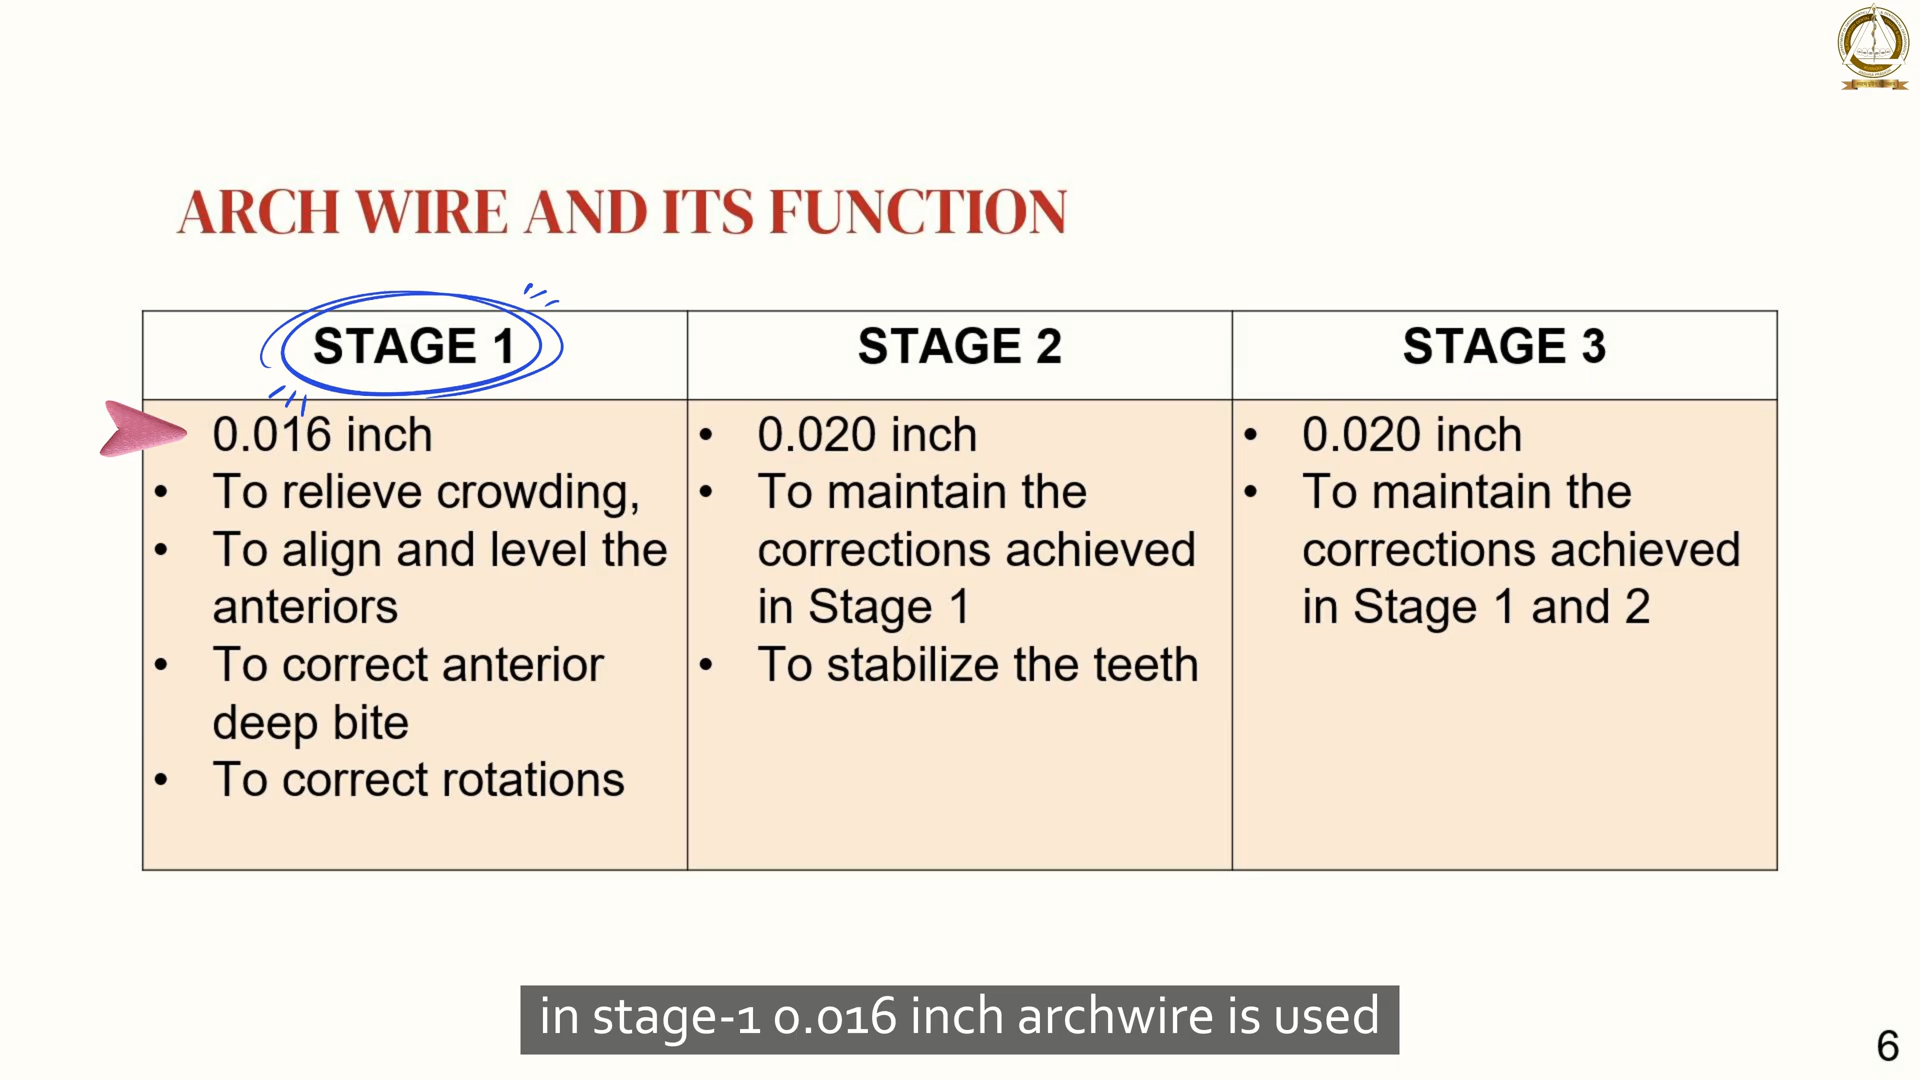 ARCH WIRE AND ITS FUNCTION
STAGE 1
0.016 inch
• To relieve crowding,
• To align and level the
anteriors
• To correct anterior
deep bite
• To correct rotations
STAGE 2
• 0.020 inch
• To maintain the
corrections achieved
in Stage 1
• To stabilize the teeth
STAGE 3
• 0.020 inch
• To maintain the
corrections achieved
in Stage 1 and 2
in stage-1 0.016 inch archwire is used
6